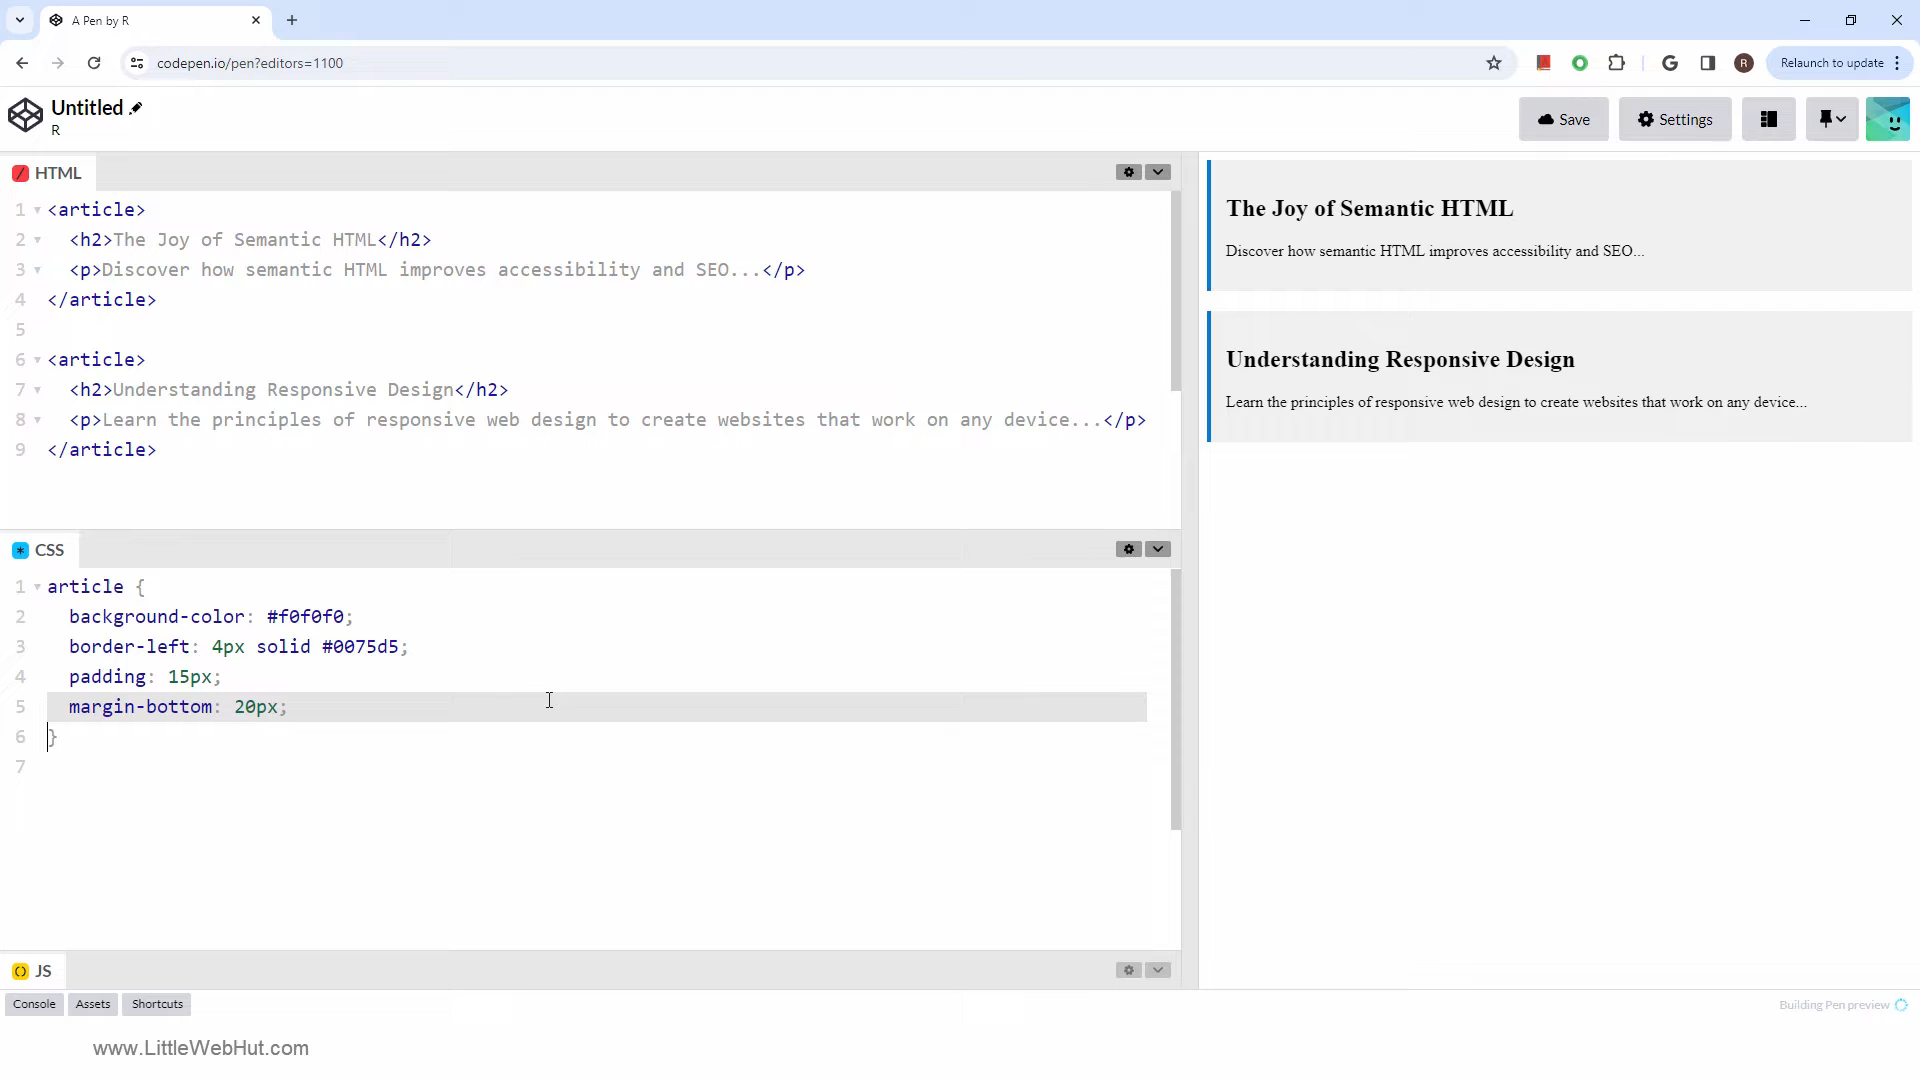 A Pen by R
codepen.io/pen?editors=1100
R
Relaunch to update
Untitled
R
Save
Settings
HTML
1 <article>
2   <h2>The Joy of Semantic HTML</h2>
3   <p>Discover how semantic HTML improves accessibility and SEO...</p>
4 </article>
5
6 <article>
7   <h2>Understanding Responsive Design</h2>
8   <p>Learn the principles of responsive web design to create websites that work on any device...</p>
9 </article>
CSS
1 article {
2   background-color: #f0f0f0;
3   border-left: 4px solid #0075d5;
4   padding: 15px;
5   margin-bottom: 20px;
6 }
7
JS
The Joy of Semantic HTML
Discover how semantic HTML improves accessibility and SEO...
Understanding Responsive Design
Learn the principles of responsive web design to create websites that work on any device...
Console Assets Shortcuts
Building Pen preview
www.LittleWebHut.com